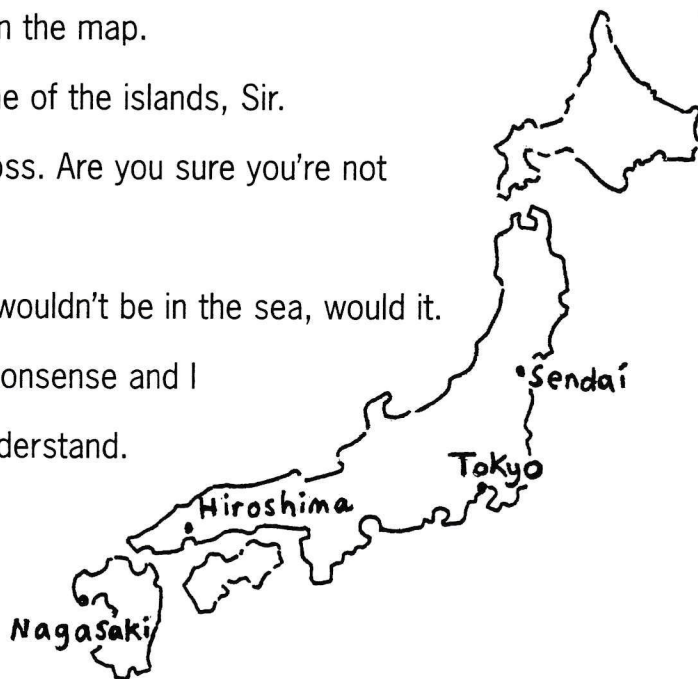 n the map.
e of the islands, Sir.
oss. Are you sure you're not
wouldn't be in the sea, would it.
onsense and I
derstand.
Sendai
Tokyo
Hiroshima
Nagasaki